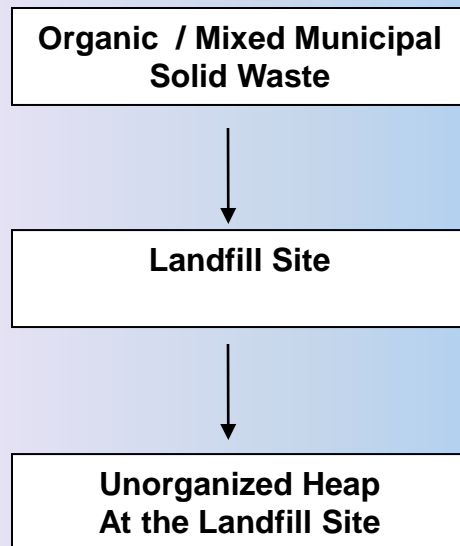 Organic / Mixed Municipal
Solid Waste
Landfill Site
Unorganized Heap
At the Landfill Site